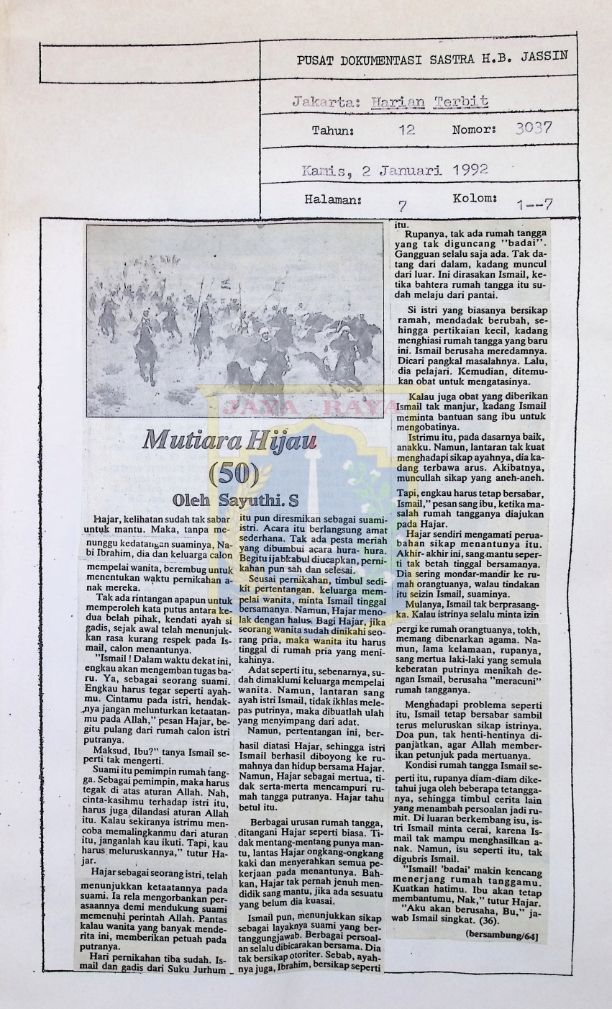 PUSAT DOKUMENTASI SASTRA H.B. JASSIN
Jakarta: Harian Terbit
Tahun: 12 Nomor: 3037
Kamis, 2 Januari 1992
Halaman: 7 Kolom: 1--7
JAYA RAYA
Mutiara Hijau
(50)
Oleh Sayuthi. S
Hajar, kelihatan sudah tak sabar
untuk mantu. Maka, tanpa me-
nunggu kedatangan suaminya, Na-
bi Ibrahim, dia dan keluarga calon
mempelai wanita, berembug untuk
menentukan waktu pernikahan a-
nak mereka.
Tak ada rintangan apapun untuk
memperoleh kata putus antara ke-
dua belah pihak, kendati ayah si
gadis, sejak awal telah menunjuk-
kan rasa kurang respek pada Is-
mail, calon menantunya.
"Ismail ! Dalam waktu dekat ini,
engkau akan mengemban tugas ba-
ru. Ya, sebagai seorang suami.
Engkau harus tegar seperti ayah-
mu. Cintamu pada istri, hendak-
nya jangan melunturkan ketaatan-
mu pada Allah," pesan Hajar, be-
gitu pulang dari rumah calon istri
putranya.
Maksud, Ibu?" tanya Ismail se-
perti tak mengerti.
Suami itu pemimpin rumah tang-
ga. Sebagai pemimpin, maka harus
tegak di atas aturan Allah. Nah,
cinta-kasihmu terhadap istri itu,
harus juga dilandasi aturan Allah
itu. Kalau sekiranya istrimu men-
coba memalingkanmu dari aturan
itu, janganlah kau ikuti. Tapi, kau
harus meluruskannya," tutur Ha-
jar.
Hajar sebagai seorang istri, telah
menunjukkan ketaatannya pada
suami. Ia rela mengorbankan per-
asaannya demi mendukung suami
memenuhi perintah Allah. Pantas
kalau wanita yang banyak mende-
rita ini, memberikan petuah pada
putranya.
Hari pernikahan tiba sudah. Is-
mail dan gadis dari Suku Jurhum
itu pun diresmikan sebagai suami-
istri. Acara itu berlangsung amat
sederhana. Tak ada pesta meriah
yang dibumbui acara hura- hura.
Begitu ijabkabul diucapkan, perni-
kahan pun sah dan selesai.
Seusai pernikahan, timbul sedi-
kit pertentangan. keluarga mem-
pelai wanita, minta Ismail tinggal
bersamanya. Namun, Hajar meno-
lak dengan halus. Bagi Hajar, jika
seorang wanita sudah dinikahi seo-
rang pria, maka wanita itu harus
tinggal di rumah pria yang meni-
kahinya.
Adat seperti itu, sebenarnya, su-
dah dimaklumi keluarga mempelai
wanita. Namun, lantaran sang
ayah istri Ismail, tidak ikhlas mele-
pas putrinya, maka dibuatlah ulah
yang menyimpang dari adat.
Namun, pertentangan ini, ber-
hasil diatasi Hajar, sehingga istri
Ismail berhasil diboyong ke ru-
mahnya dan hidup bersama Hajar.
Namun, Hajar sebagai mertua, ti-
dak serta-merta mencampuri ru-
mah tangga putranya. Hajar tahu
betul itu.
Berbagai urusan rumah tangga,
ditangani Hajar seperti biasa. Ti-
dak mentang-mentang punya man-
tu, lantas Hajar ongkang-ongkang
kaki dan menyerahkan semua pe-
kerjaan pada menantunya. Bah-
kan, Hajar tak pernah jenuh men-
didik sang mantu, jika ada sesuatu
yang belum dia kuasai.
Ismail pun, menunjukkan sikap
sebagai layaknya suami yang ber-
tanggungjawab. Berbagai persoal-
an selalu dibicarakan bersama. Dia
tak bersikap otoriter. Sebab, ayah-
nya juga, Ibrahim, bersikap seperti
itu.
Rupanya, tak ada rumah tangga
yang tak diguncang "badai".
Gangguan selalu saja ada. Tak da-
tang dari dalam, kadang muncul
dari luar. Ini dirasakan Ismail, ke-
tika bahtera rumah tangga itu su-
dah melaju dari pantai.
Si istri yang biasanya bersikap
ramah, mendadak berubah, se-
hingga pertikaian kecil, kadang
menghiasi rumah tangga yang baru
ini. Ismail berusaha meredamnya.
Dicari pangkal masalahnya. Lalu,
dia pelajari. Kemudian, ditemu-
kan obat untuk mengatasinya.
Kalau juga obat yang diberikan
Ismail tak manjur, kadang Ismail
meminta bantuan sang ibu untuk
mengobatinya.
Istrimu itu, pada dasarnya baik,
anakku. Namun, lantaran tak kuat
menghadapi sikap ayahnya, dia ka-
dang terbawa arus. Akibatnya,
muncullah sikap yang aneh-aneh.
Tapi, engkau harus tetap bersabar,
Ismail," pesan sang ibu, ketika ma-
salah rumah tangganya diajukan
pada Hajar.
Hajar sendiri mengamati perua-
bahan sikap menantunya itu.
Akhir-akhir ini, sang mantu seper-
ti tak betah tinggal bersamanya.
Dia sering mondar-mandir ke ru-
mah orangtuanya, walau tindakan
itu seizin Ismail, suaminya.
Mulanya, Ismail tak berprasang-
ka. Kalau istrinya selalu minta izin
pergi ke rumah orangtuanya, tokh,
memang dibenarkan agama. Na-
mun, lama kelamaan, rupanya,
sang mertua laki-laki yang semula
keberatan putrinya menikah de-
ngan Ismail, berusaha "meracuni"
rumah tangganya.
Menghadapi problema seperti
itu, Ismail tetap bersabar sambil
terus meluruskan sikap istrinya.
Doa pun, tak henti-hentinya di-
panjatkan, agar Allah member-
ikan petunjuk pada mertuanya.
Kondisi rumah tangga Ismail se-
perti itu, rupanya diam-diam dike-
tahui juga oleh beberapa tetangga-
nya, sehingga timbul cerita lain
yang menambah persoalan jadi ru-
mit. Di luaran berkembang isu, is-
tri Ismail minta cerai, karena Is-
mail tak mampu menghasilkan a-
nak. Namun, isu seperti itu, tak
digubris Ismail.
"Ismail! 'badai' makin kencang
menerjang rumah tanggamu.
Kuatkan hatimu. Ibu akan tetap
membantumu, Nak," tutur Hajar.
"Aku akan berusaha, Bu," ja-
wab Ismail singkat. (36).
(bersambung/64)